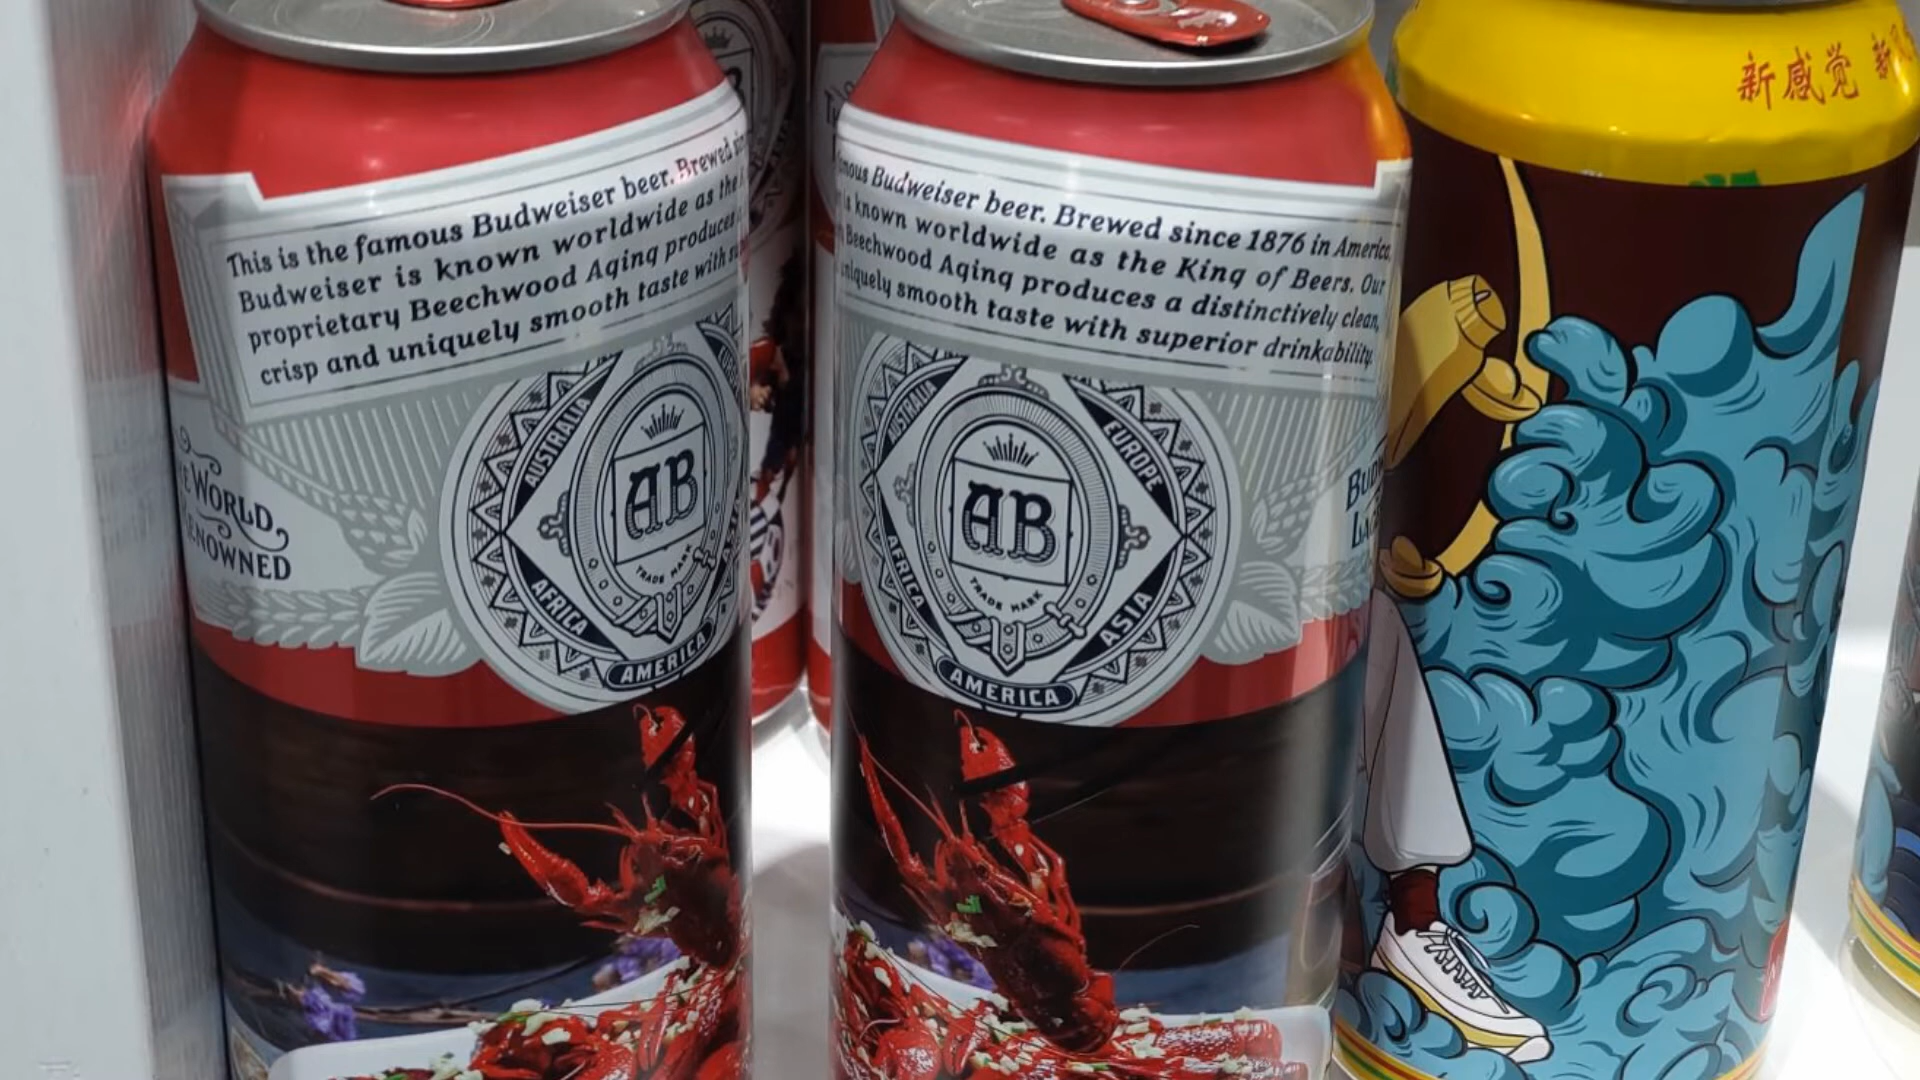 This is the famous Budweiser beer. Brewed
Budweiser is known worldwide as the
proprietary Beechwood Aging produces
crisp and uniquely smooth taste with
WORLD
RENOWNED
AUSTRALIA
AFRICA
AMERICA
AB
TRADE MARK
Budweiser beer. Brewed since 1876 in America,
is known worldwide as the King of Beers. Our
Beechwood Aging produces a distinctively clean,
uniquely smooth taste with superior drinkability.
AUSTRALIA
EUROPE
AFRICA
ASIA
AMERICA
AB
TRADE MARK
新感觉 新